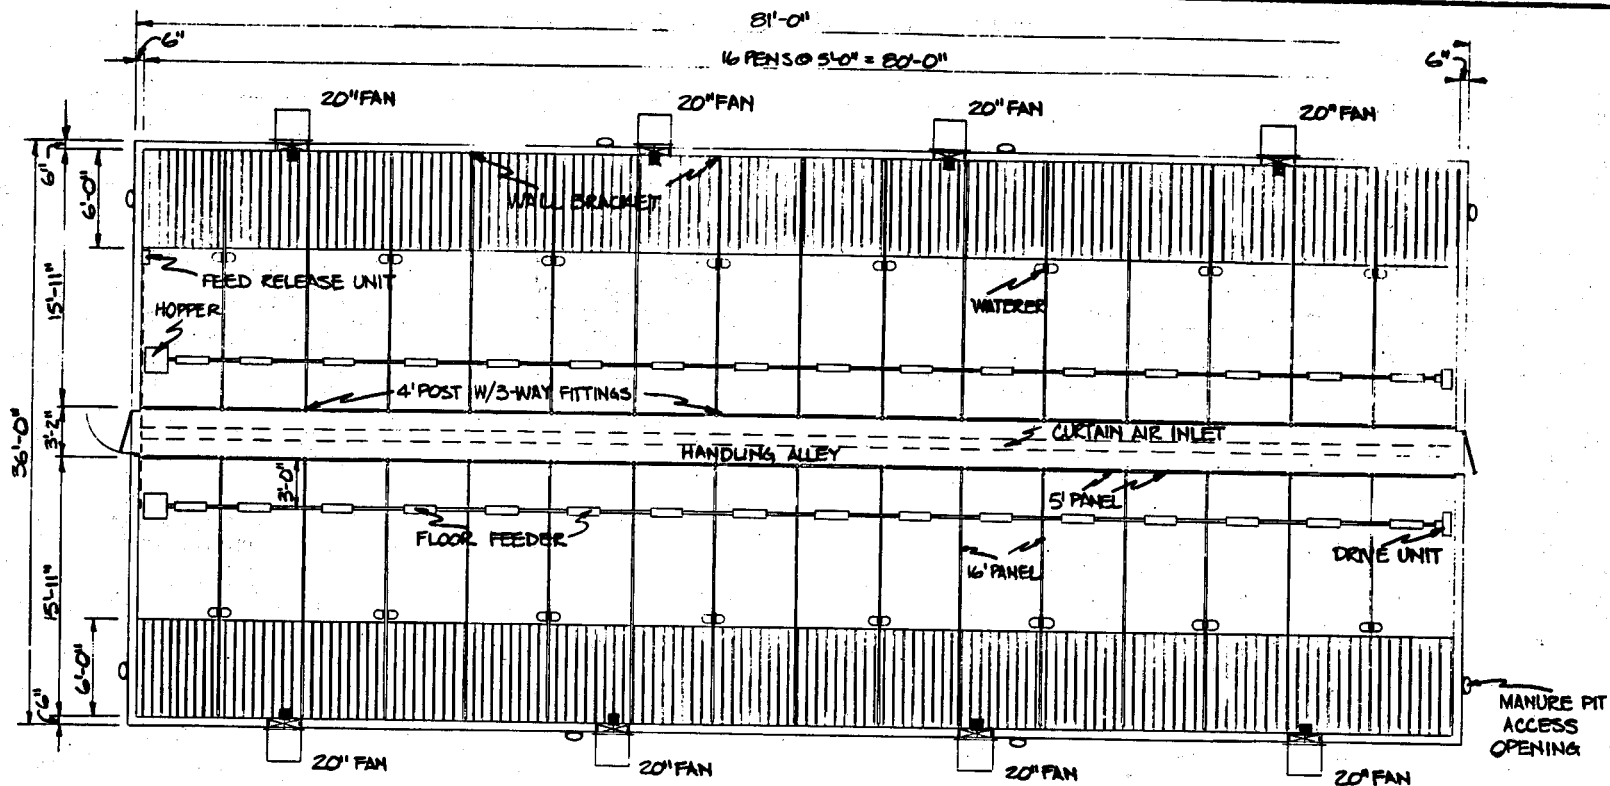 81'-0"
6"
16 PENS @ 5'-0" = 80'-0"
6"
20" FAN
20" FAN
20" FAN
20" FAN
6"
6'-0"
WALL BRACKET
FEED RELEASE UNIT
WATERER
15'-11"
HOPPER
4' POST W/3-WAY FITTINGS
36'-0"
3'-2"
CURTAIN AIR INLET
HANDLING ALLEY
3'-0"
5' PANEL
FLOOR FEEDER
16' PANEL
DRIVE UNIT
15'-11"
6'-0"
6"
MANURE PIT
ACCESS
OPENING
20" FAN
20" FAN
20" FAN
20" FAN